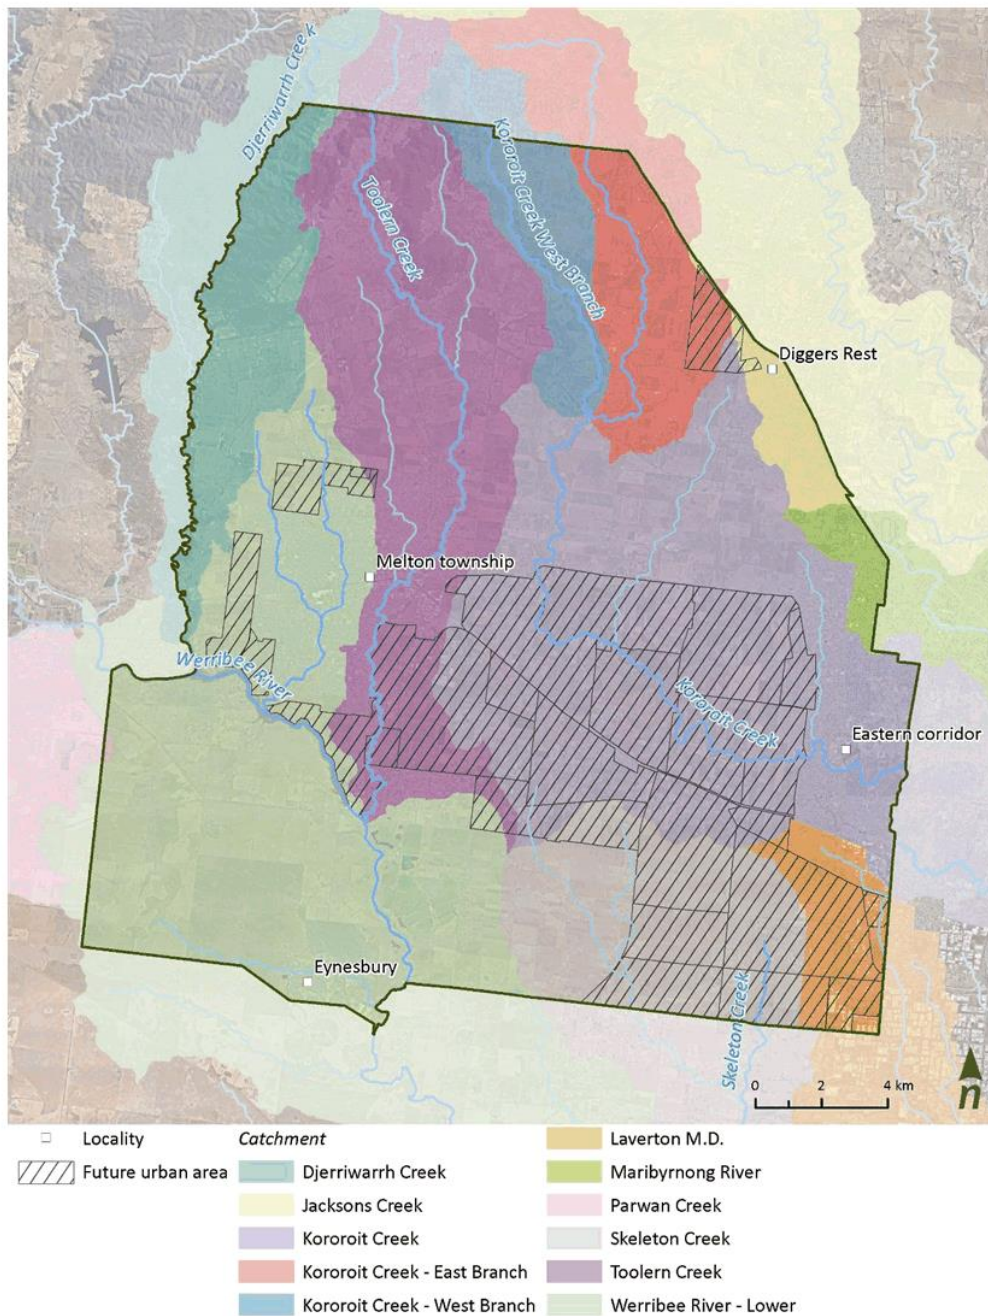 Djerriwarrh Creek
Kororoit Creek West Branch
Toolern Creek
Diggers Rest
Melton township
Werribee River
Kororoit Creek
Eastern corridor
Eynesbury
Skeleton Creek
0 2 4 km
n
Locality
Future urban area
Catchment
Djerriwarrh Creek
Jacksons Creek
Kororoit Creek
Kororoit Creek - East Branch
Kororoit Creek - West Branch
Laverton M.D.
Maribyrnong River
Parwan Creek
Skeleton Creek
Toolern Creek
Werribee River - Lower